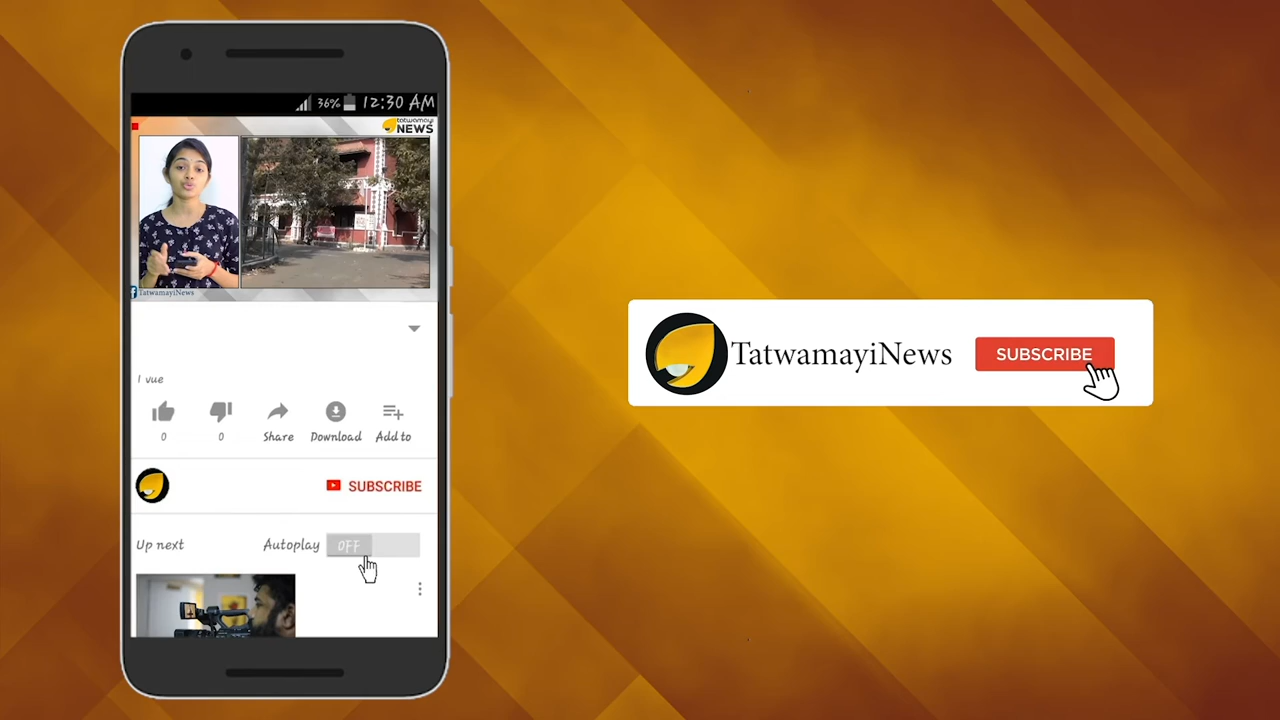 36% 12:30 AM
tatwamayi
NEWS
TatwamayiNews
1 vue
0 0 Share Download Add to
SUBSCRIBE
Up next Autoplay OFF
TatwamayiNews SUBSCRIBE